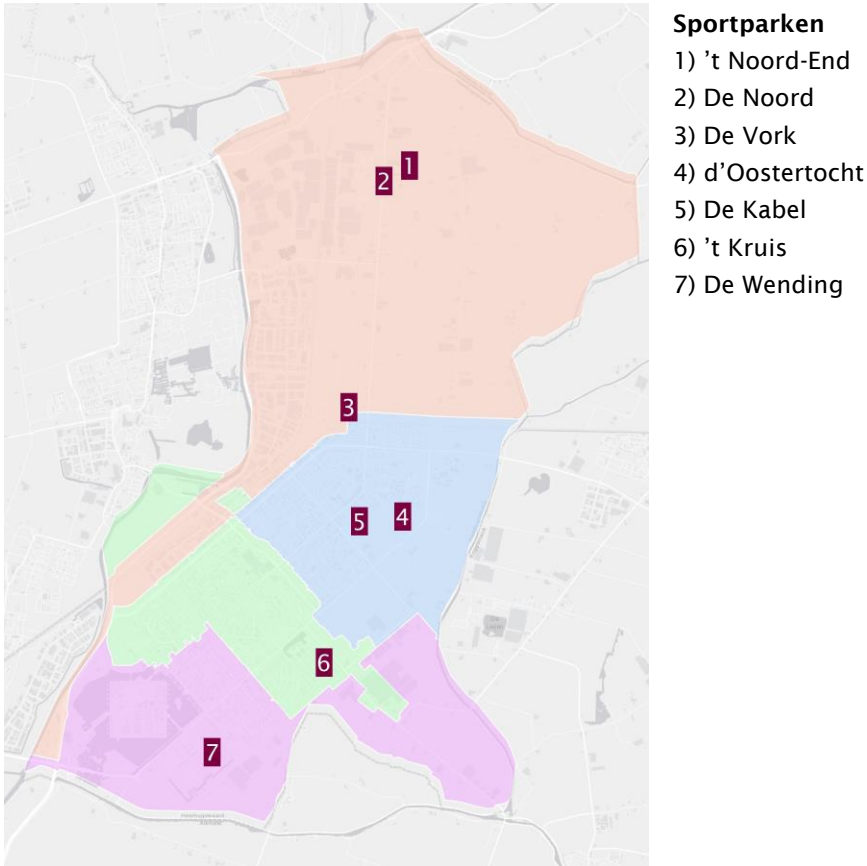 Sportparken
1) ’t Noord-End
2) De Noord
3) De Vork
4) d’Oostertocht
5) De Kabel
6) ’t Kruis
7) De Wending
1
2
3
4
5
6
7